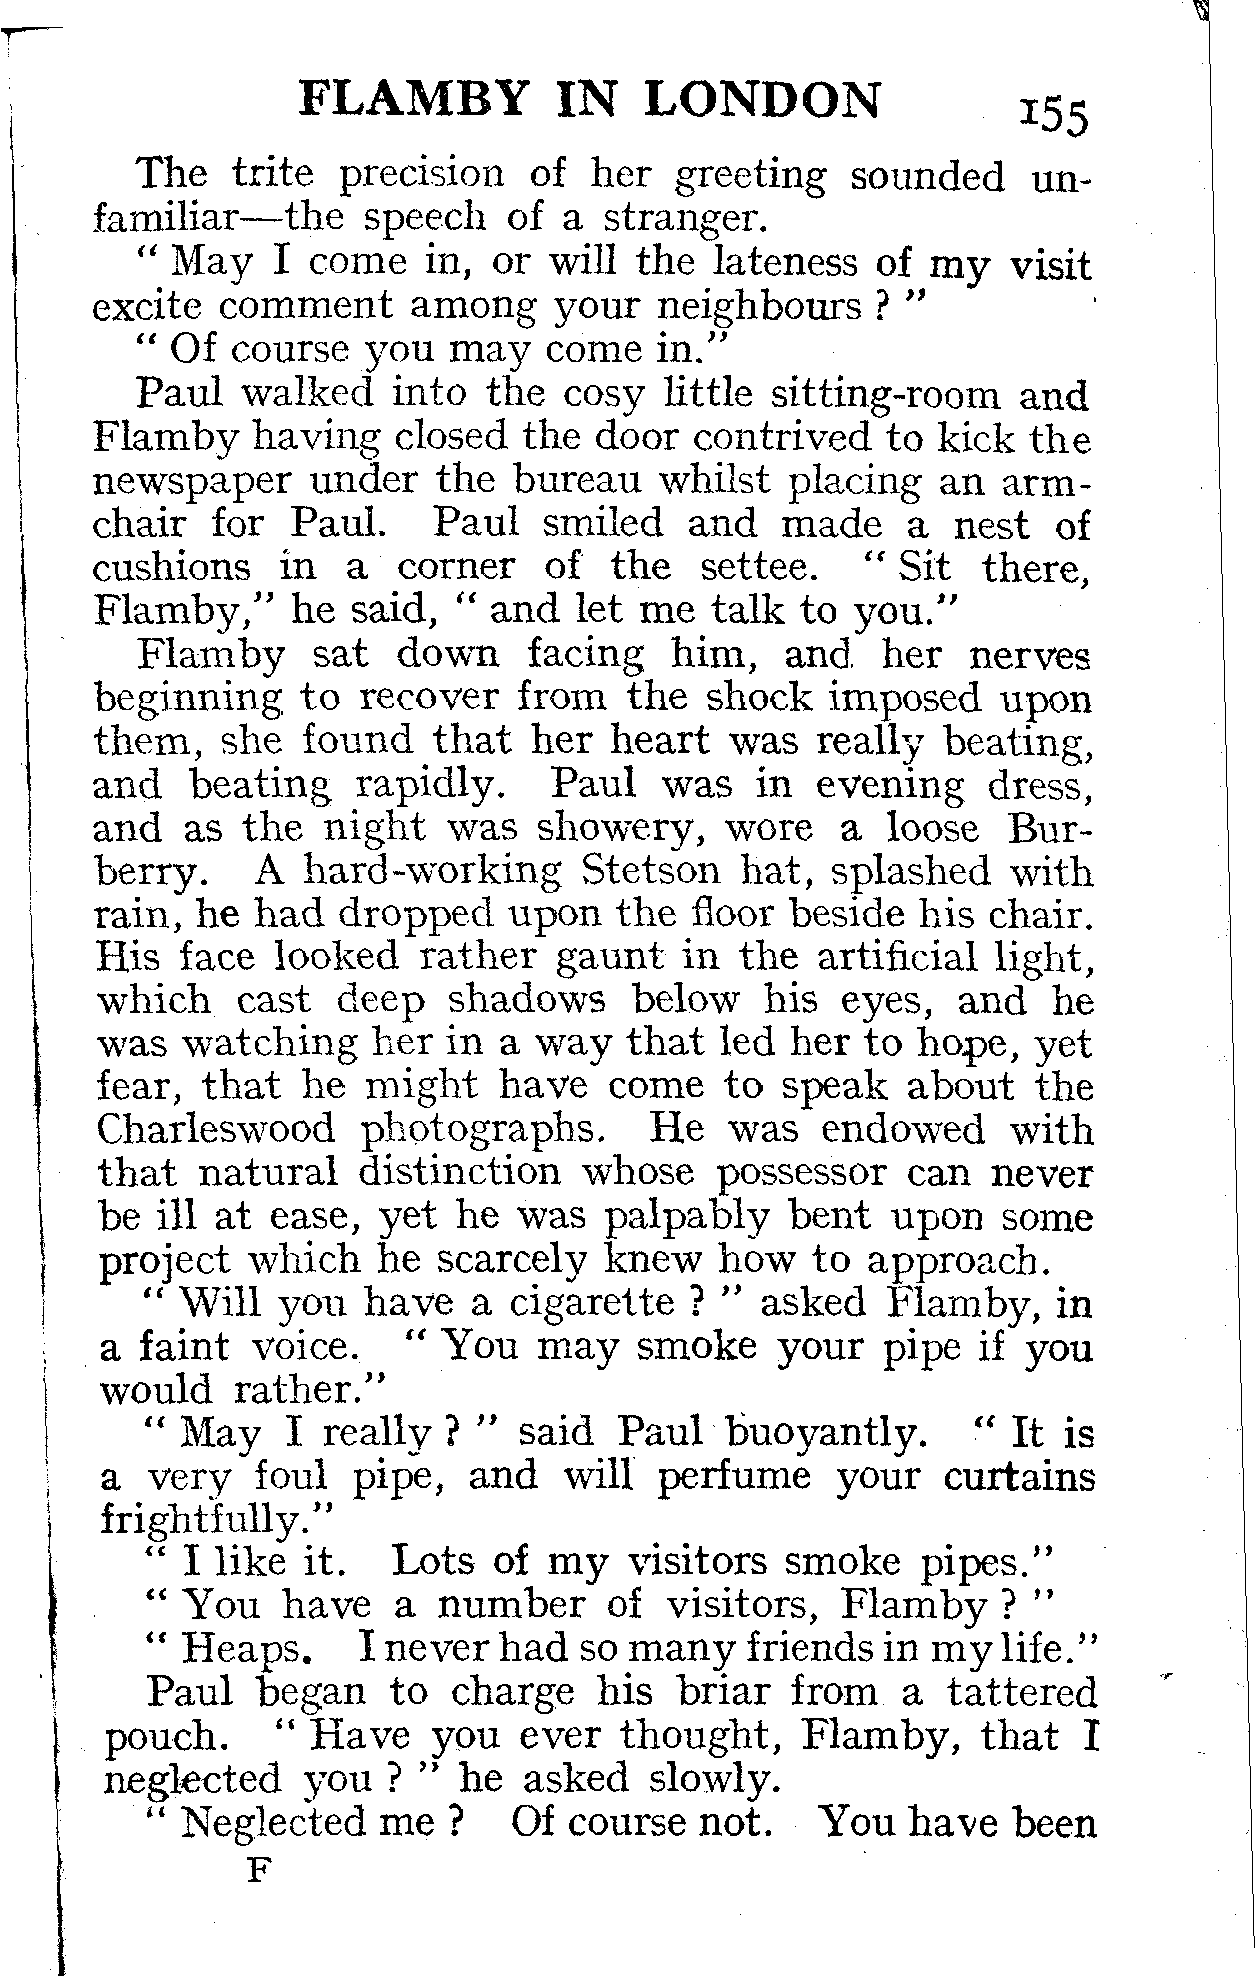 FLAMBY IN LONDON 155
The trite precision of her greeting sounded un-
familiar—the speech of a stranger.
“ May I come in, or will the lateness of my visit
excite comment among your neighbours ? ”
“ Of course you may come in.”
Paul walked into the cosy little sitting-room and
Flamby having closed the door contrived to kick the
newspaper under the bureau whilst placing an arm-
chair for Paul. Paul smiled and made a nest of
cushions in a corner of the settee. “ Sit there,
Flamby,” he said, “ and let me talk to you.”
Flamby sat down facing him, and her nerves
beginning to recover from the shock imposed upon
them, she found that her heart was really beating,
and beating rapidly. Paul was in evening dress,
and as the night was showery, wore a loose Bur-
berry. A hard-working Stetson hat, splashed with
rain, he had dropped upon the floor beside his chair.
His face looked rather gaunt in the artificial light,
which cast deep shadows below his eyes, and he
was watching her in a way that led her to hope, yet
fear, that he might have come to speak about the
Charleswood photographs. He was endowed with
that natural distinction whose possessor can never
be ill at ease, yet he was palpably bent upon some
project which he scarcely knew how to approach.
“ Will you have a cigarette ? ” asked Flamby, in
a faint voice. “ You may smoke your pipe if you
would rather.”
“ May I really ? ” said Paul buoyantly. “ It is
a very foul pipe, and will perfume your curtains
frightfully.”
“ I like it. Lots of my visitors smoke pipes.”
“ You have a number of visitors, Flamby ? ”
“ Heaps. I never had so many friends in my life.”
Paul began to charge his briar from a tattered
pouch. “ Have you ever thought, Flamby, that I
neglected you ? ” he asked slowly.
“ Neglected me ? Of course not. You have been
F